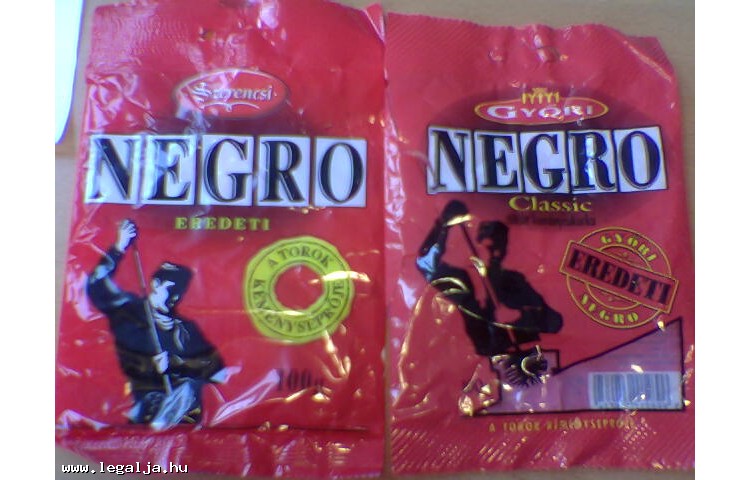 Szerencsi
NEGRO
EREDETI
A TOROK
KÉMÉNYSEPRŐJE
100g
GYŐRI
NEGRO
Classic
GYŐRI
EREDETI
NEGRO
A TOROK KÉMÉNYSEPRŐJE
www.legalja.hu